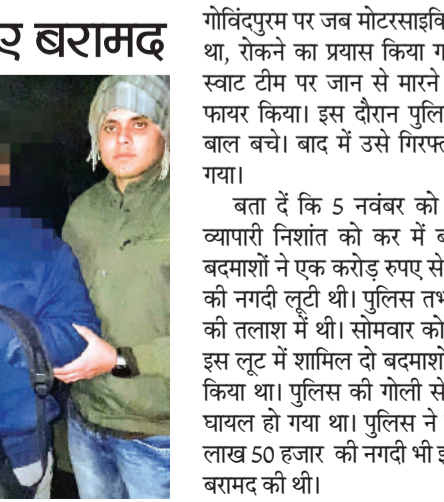 ए बरामद
गोविंदपुरम पर जब मोटरसाइकि
था, रोकने का प्रयास किया ग
स्वाट टीम पर जान से मारने
फायर किया। इस दौरान पुलि
बाल बचे। बाद में उसे गिरफ्त
गया।
बता दें कि 5 नवंबर को
व्यापारी निशांत को कर में ब
बदमाशों ने एक करोड़ रुपए से
की नगदी लूटी थी। पुलिस तभ
की तलाश में थी। सोमवार को
इस लूट में शामिल दो बदमाशो
किया था। पुलिस की गोली से
घायल हो गया था। पुलिस ने
लाख 50 हजार की नगदी भी इ
बरामद की थी।